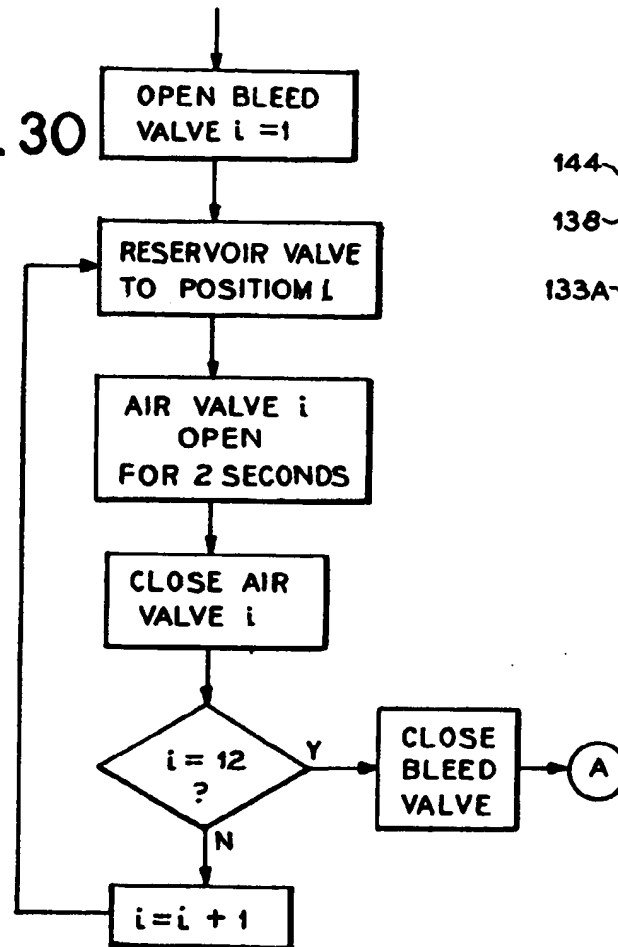 . 30
OPEN BLEED
VALVE i = 1
RESERVOIR VALVE
TO POSITIOM i
AIR VALVE i
OPEN
FOR 2 SECONDS
CLOSE AIR
VALVE i
i = 12
?
Y
N
CLOSE
BLEED
VALVE
A
i = i + 1
144
138
133A